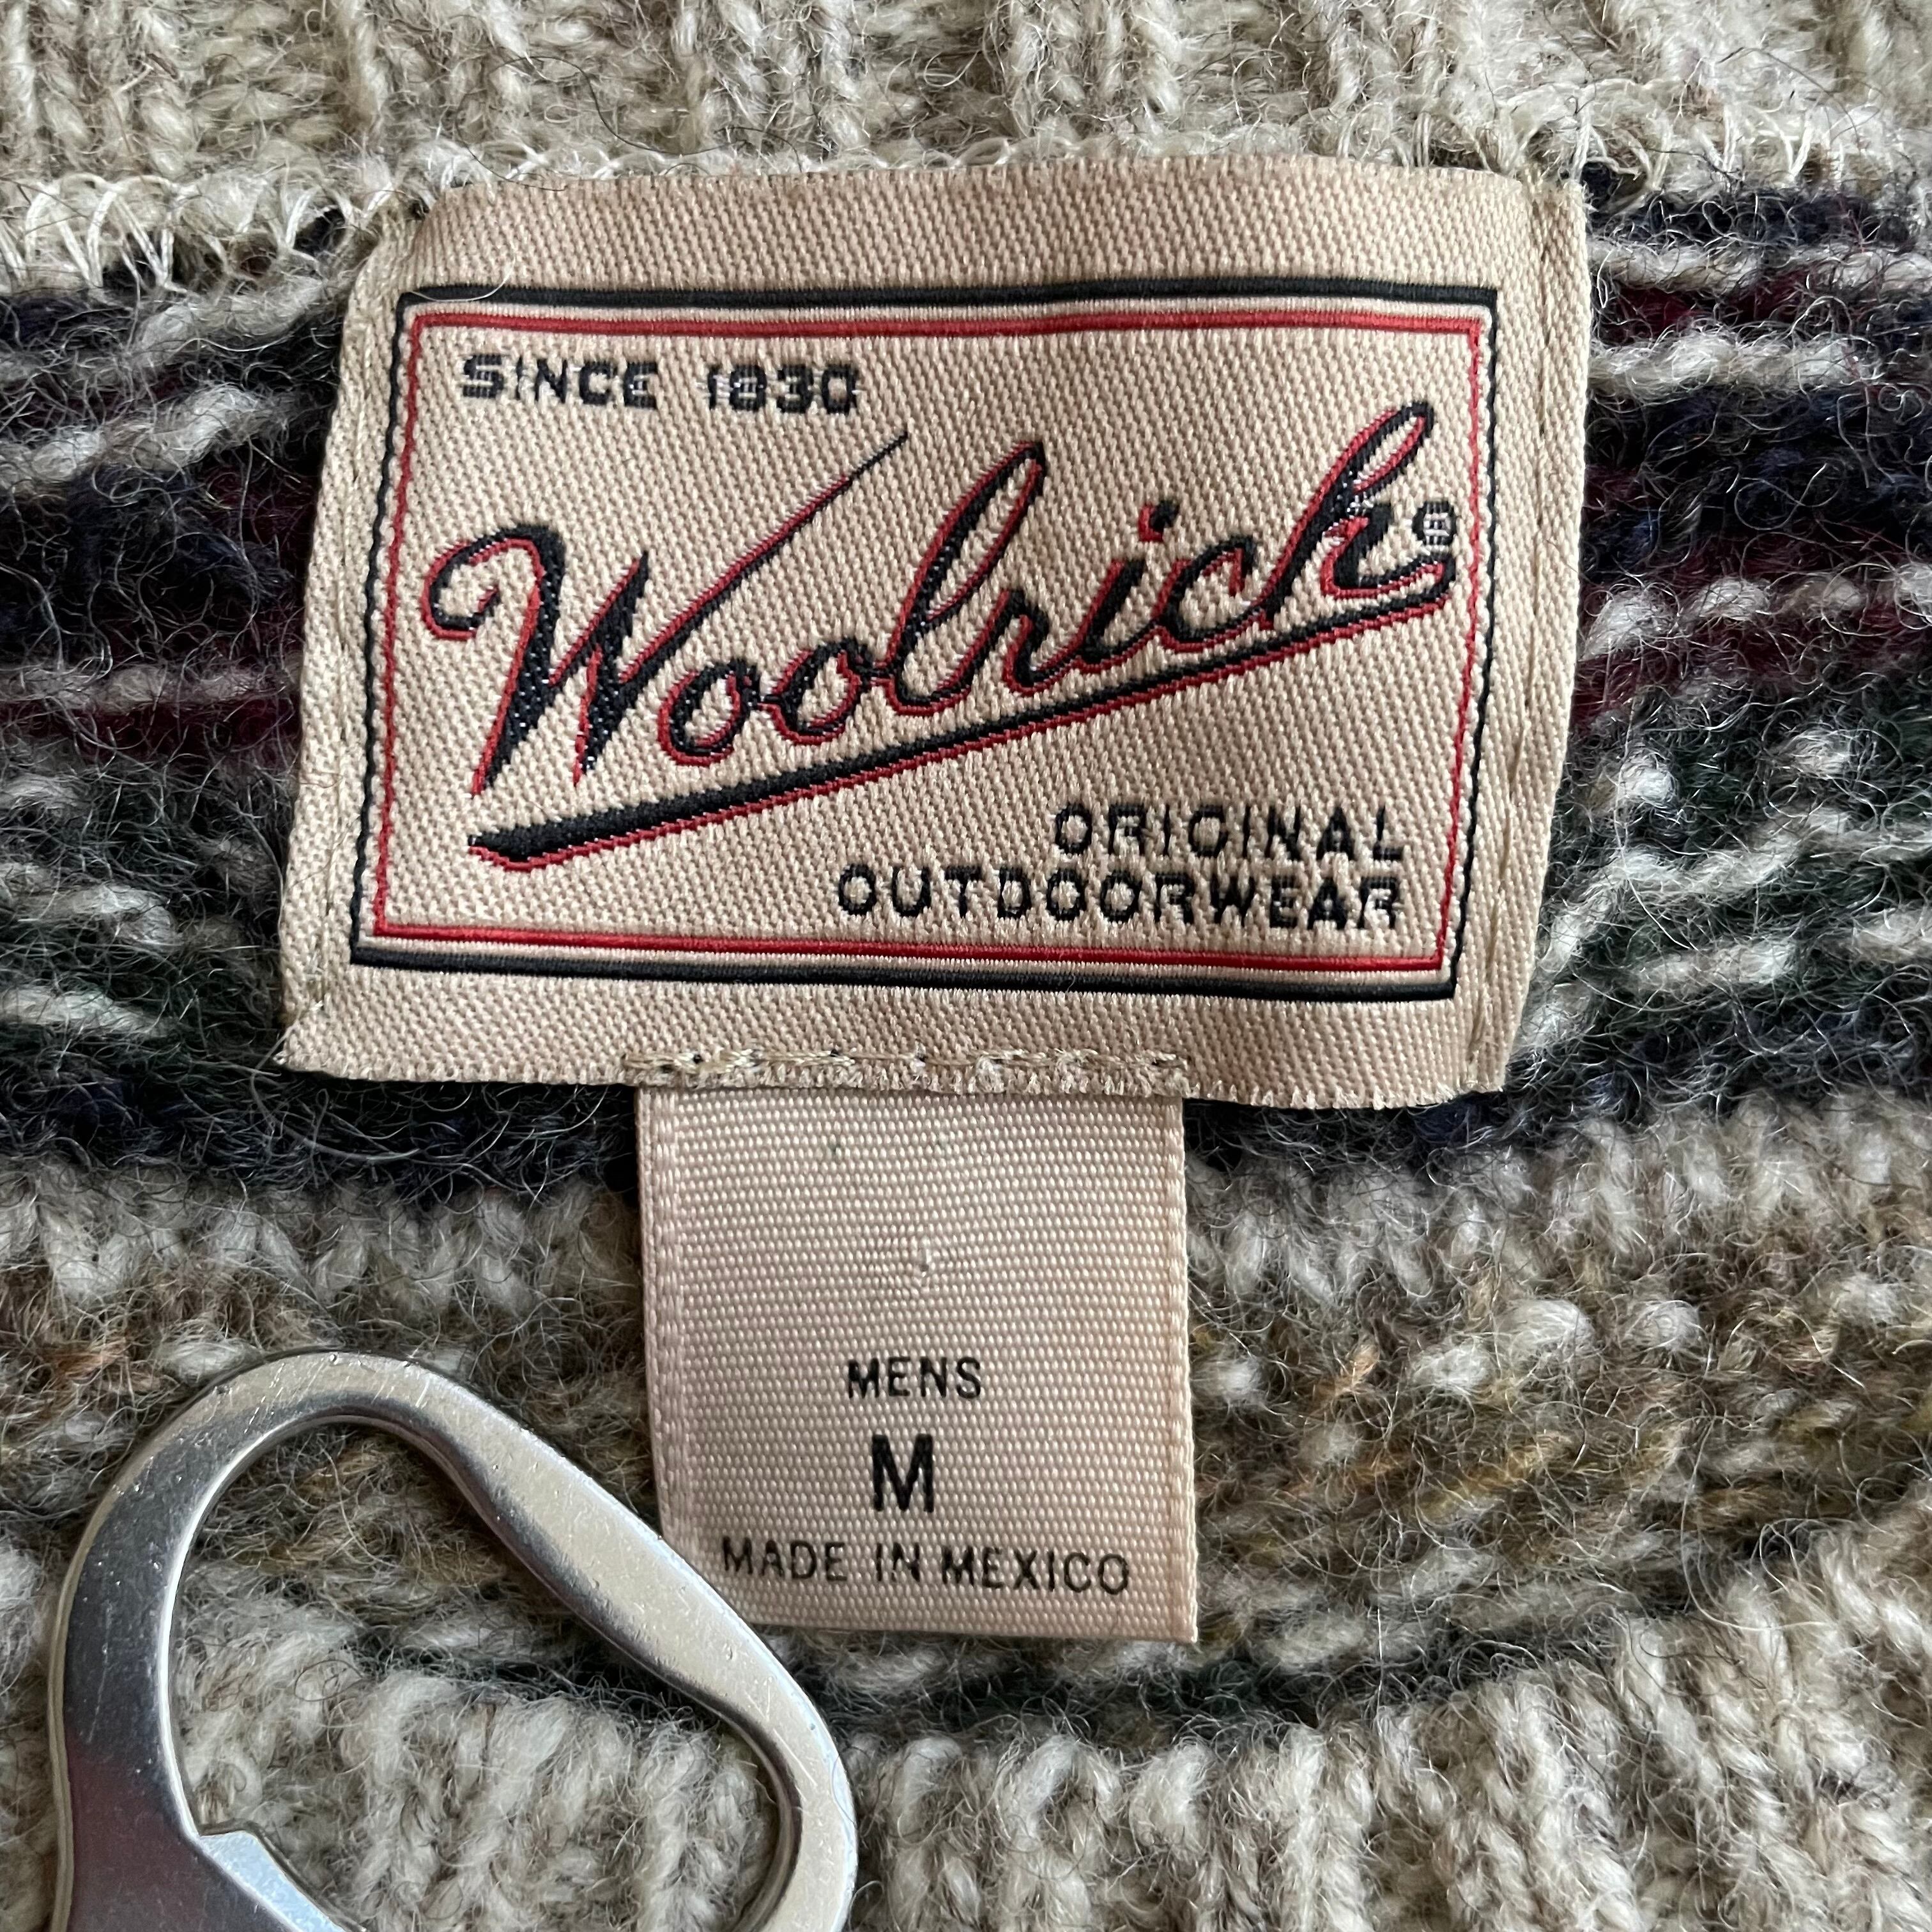 SINCE 1830
Woolrich®
ORIGINAL
OUTDOORWEAR
MENS
M
MADE IN MEXICO